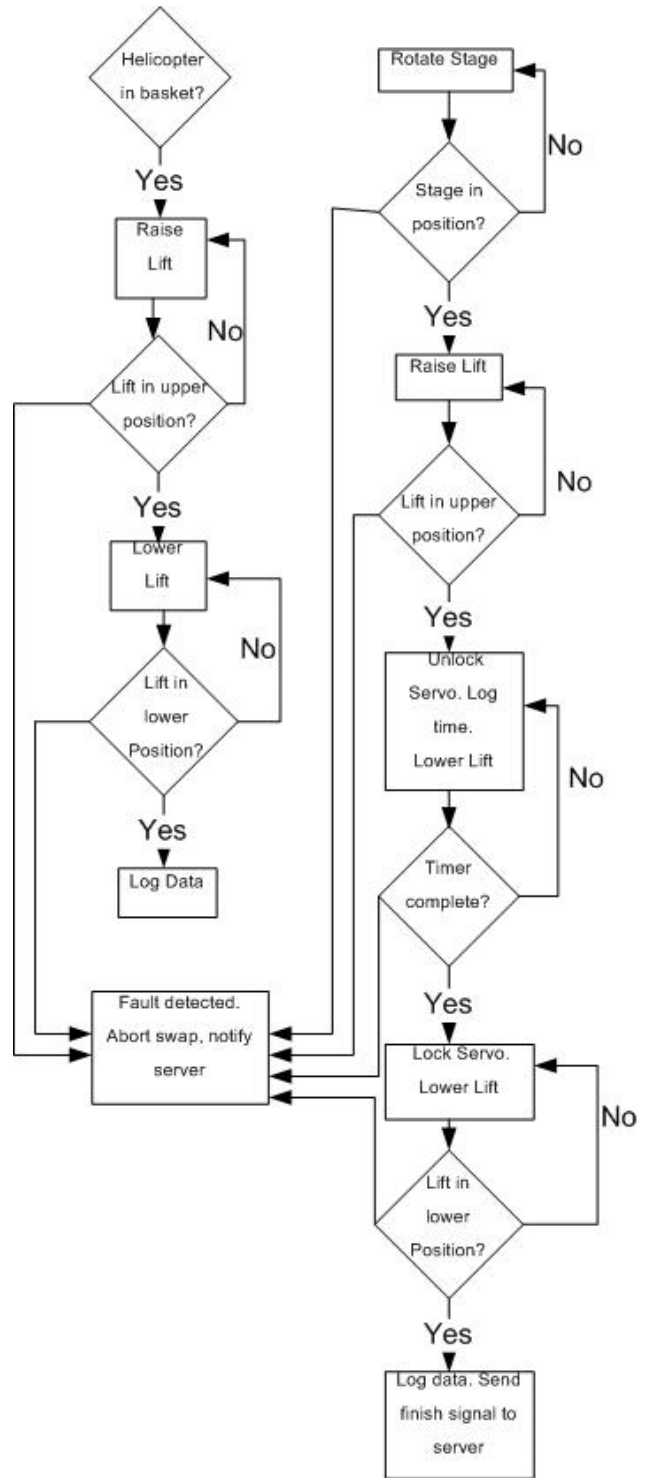 Helicopter
in basket?
Yes
Raise
Lift
No
Lift in upper
position?
Yes
Lower
Lift
No
Lift in
lower
Position?
Yes
Log Data
Fault detected.
Abort swap, notify
server
Rotate Stage
No
Stage in
position?
Yes
Raise Lift
No
Lift in upper
position?
Yes
Unlock
Servo. Log
time.
Lower Lift
No
Timer
complete?
Yes
Lock Servo.
Lower Lift
No
Lift in
lower
Position?
Yes
Log data. Send
finish signal to
server